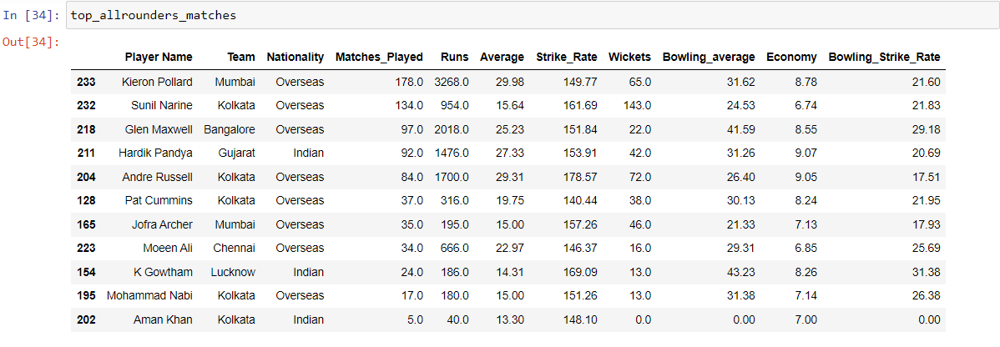 In [34]: top_allrounders_matches
Out[34]:
Player Name Team Nationality Matches_Played Runs Average Strike_Rate Wickets Bowling_average Economy Bowling_Strike_Rate
233 Kieron Pollard Mumbai Overseas 178.0 3268.0 29.98 149.77 65.0 31.62 8.78 21.60
232 Sunil Narine Kolkata Overseas 134.0 954.0 15.64 161.69 143.0 24.53 6.74 21.83
218 Glen Maxwell Bangalore Overseas 97.0 2018.0 25.23 151.84 22.0 41.59 8.55 29.18
211 Hardik Pandya Gujarat Indian 92.0 1476.0 27.33 153.91 42.0 31.26 9.07 20.69
204 Andre Russell Kolkata Overseas 84.0 1700.0 29.31 178.57 72.0 26.40 9.05 17.51
128 Pat Cummins Kolkata Overseas 37.0 316.0 19.75 140.44 38.0 30.13 8.24 21.95
165 Jofra Archer Mumbai Overseas 35.0 195.0 15.00 157.26 46.0 21.33 7.13 17.93
223 Moeen Ali Chennai Overseas 34.0 666.0 22.97 146.37 16.0 29.31 6.85 25.69
154 K Gowtham Lucknow Indian 24.0 186.0 14.31 169.09 13.0 43.23 8.26 31.38
195 Mohammad Nabi Kolkata Overseas 17.0 180.0 15.00 151.26 13.0 31.38 7.14 26.38
202 Aman Khan Kolkata Indian 5.0 40.0 13.30 148.10 0.0 0.00 7.00 0.00